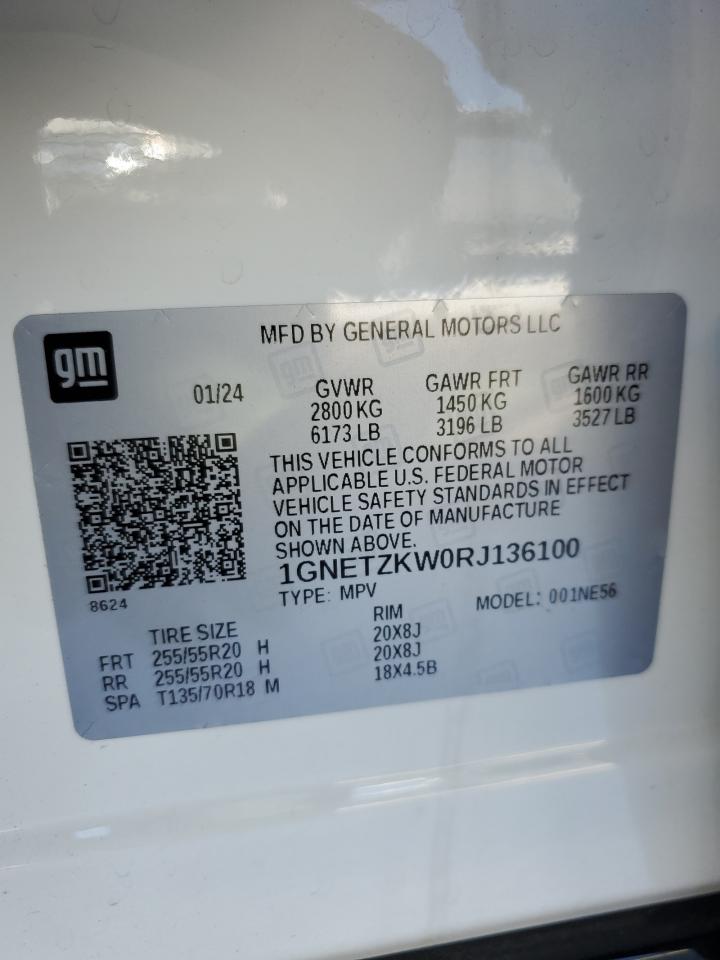 gm
MFD BY GENERAL MOTORS LLC
01/24 GVWR GAWR FRT GAWR RR
2800 KG 1450 KG 1600 KG
6173 LB 3196 LB 3527 LB
THIS VEHICLE CONFORMS TO ALL
APPLICABLE U.S. FEDERAL MOTOR
VEHICLE SAFETY STANDARDS IN EFFECT
ON THE DATE OF MANUFACTURE
SHOWN ABOVE.
1GNETZKW0RJ136100
8624
TYPE: MPV MODEL: 001NE56
TIRE SIZE RIM
FRT 255/55R20 H 20X8J
RR 255/55R20 H 20X8J
SPA T135/70R18 M 18X4.5B